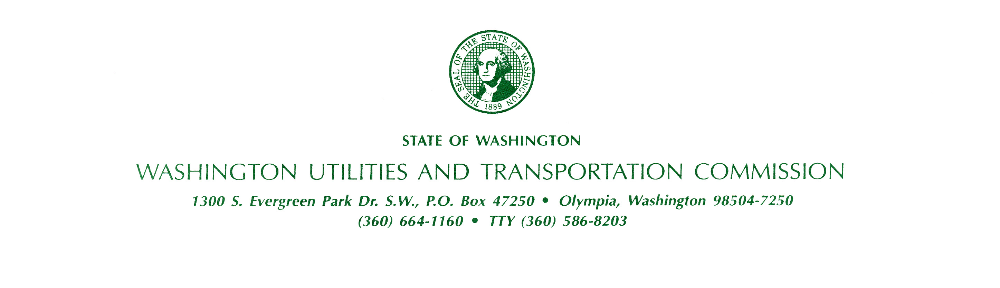 THE SEAL OF THE STATE OF WASHINGTON
1889
STATE OF WASHINGTON
WASHINGTON UTILITIES AND TRANSPORTATION COMMISSION
1300 S. Evergreen Park Dr. S.W., P.O. Box 47250 • Olympia, Washington 98504-7250
(360) 664-1160 • TTY (360) 586-8203